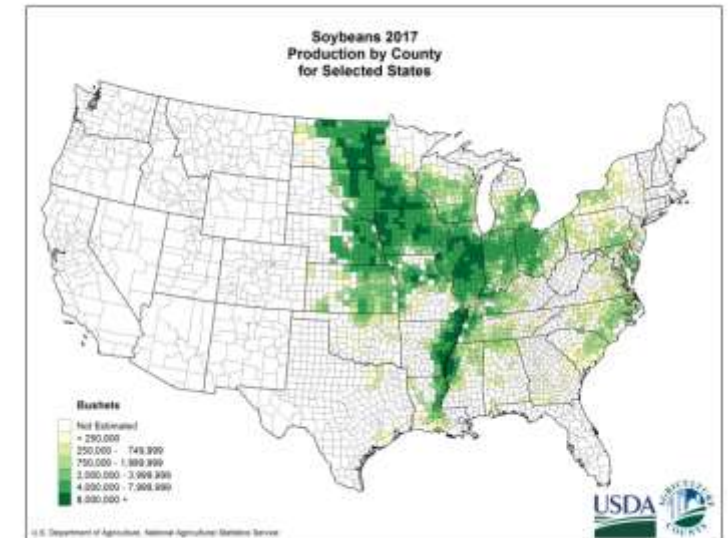 Soybeans 2017
Production by County
for Selected States
Bushels
Not Estimated
< 250,000
250,000 - 749,999
750,000 - 1,999,999
2,000,000 - 3,999,999
4,000,000 - 7,999,999
8,000,000 +
U.S. Department of Agriculture, National Agricultural Statistics Service
USDA
AGRICULTURE
COUNTS